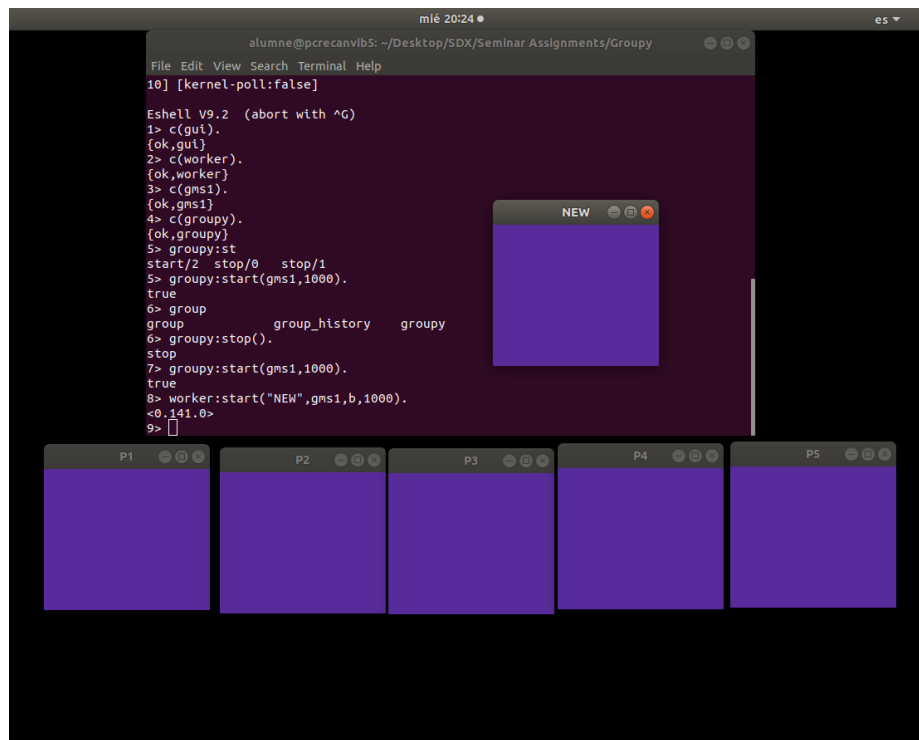 mié 20:24
es
alumne@pcrecanvib5: ~/Desktop/SDX/Seminar Assignments/Groupy
File Edit View Search Terminal Help
10] [kernel-poll:false]
Eshell V9.2 (abort with ^G)
1> c(gui).
{ok,gui}
2> c(worker).
{ok,worker}
3> c(gms1).
{ok,gms1}
4> c(groupy).
{ok,groupy}
5> groupy:st
start/2 stop/0 stop/1
5> groupy:start(gms1,1000).
true
6> group
group group_history groupy
6> groupy:stop().
stop
7> groupy:start(gms1,1000).
true
8> worker:start("NEW",gms1,b,1000).
<0.141.0>
9>
NEW
P1
P2
P3
P4
P5